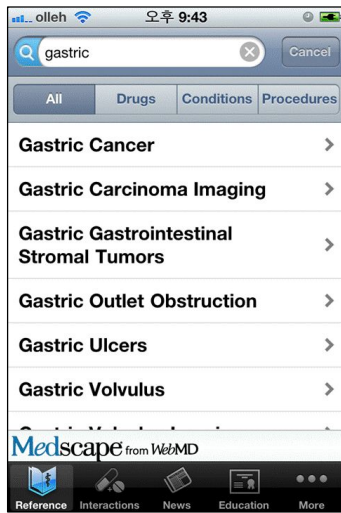 olleh 오후 9:43
gastric Cancel
All Drugs Conditions Procedures
Gastric Cancer
Gastric Carcinoma Imaging
Gastric Gastrointestinal
Stromal Tumors
Gastric Outlet Obstruction
Gastric Ulcers
Gastric Volvulus
Medscape from WebMD
Reference Interactions News Education More